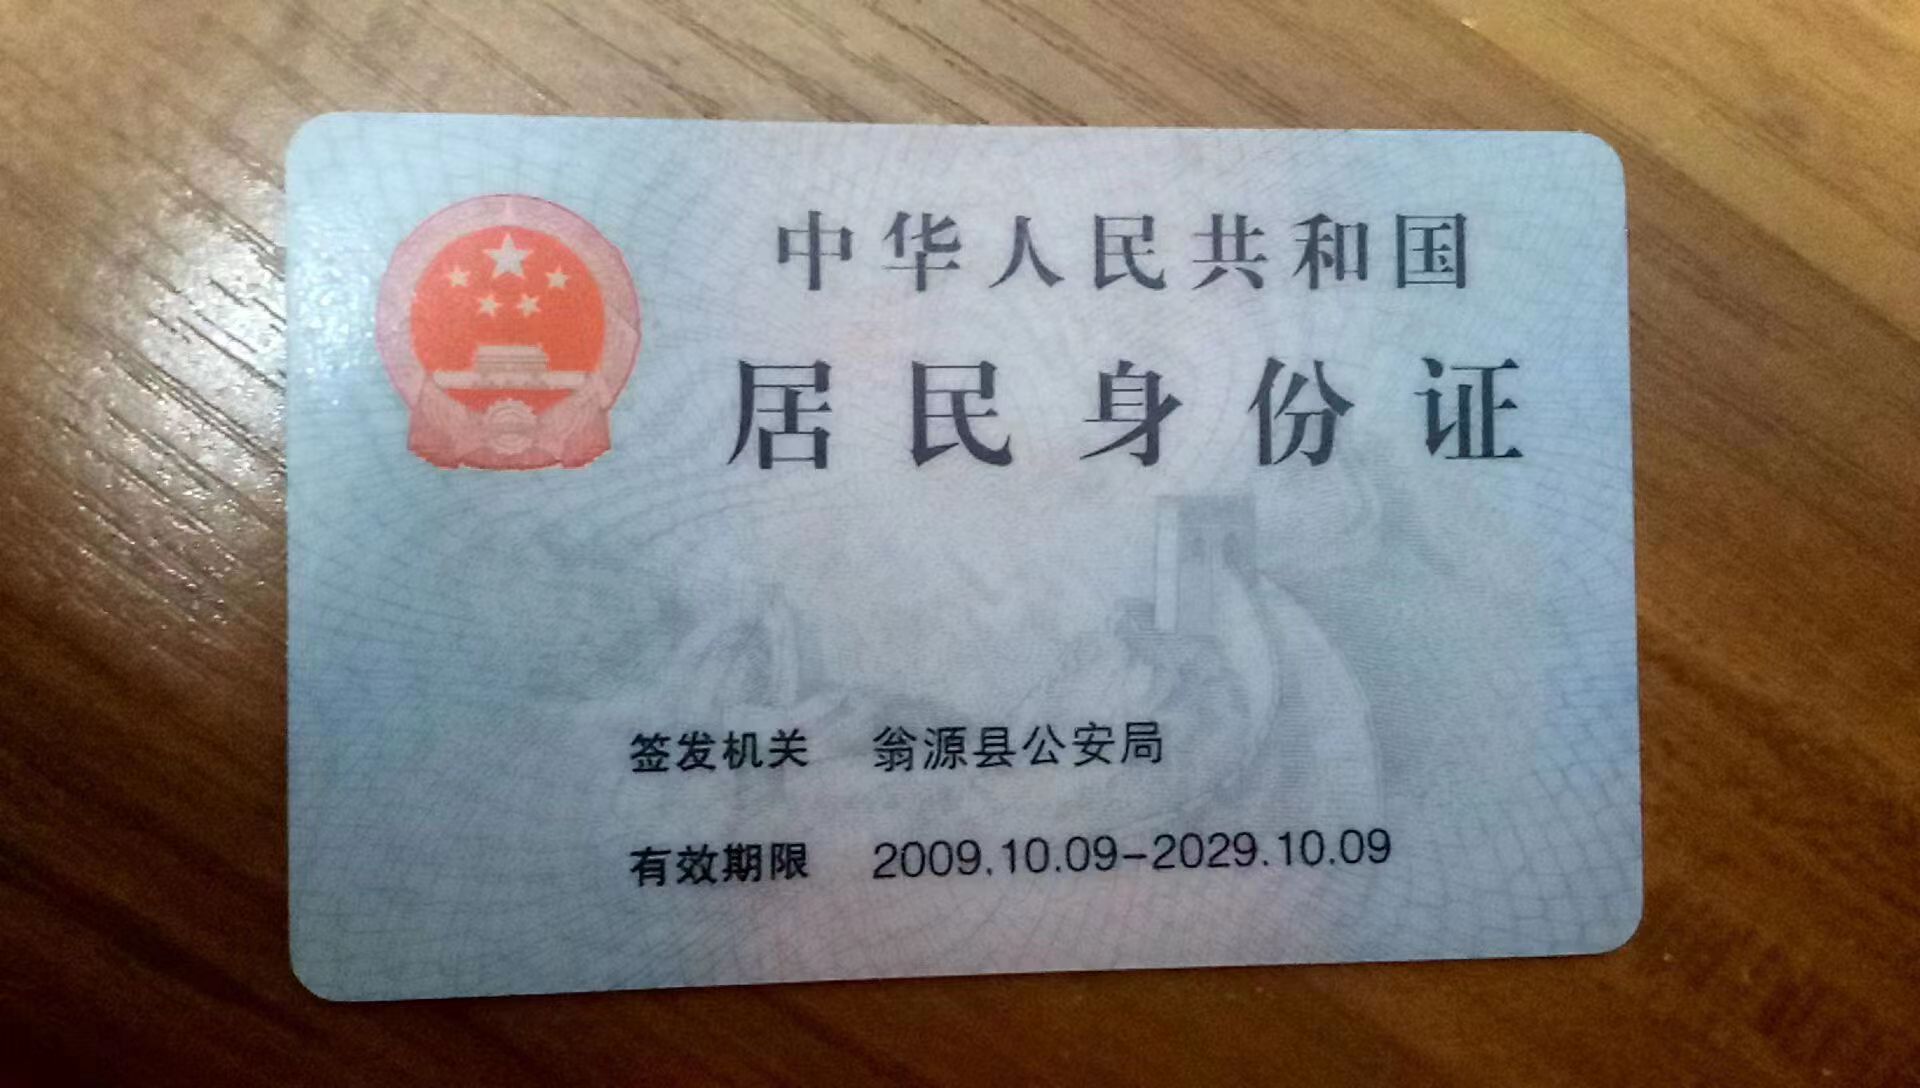 中华人民共和国
居民身份证
签发机关 翁源县公安局
有效期限 2009.10.09-2029.10.09